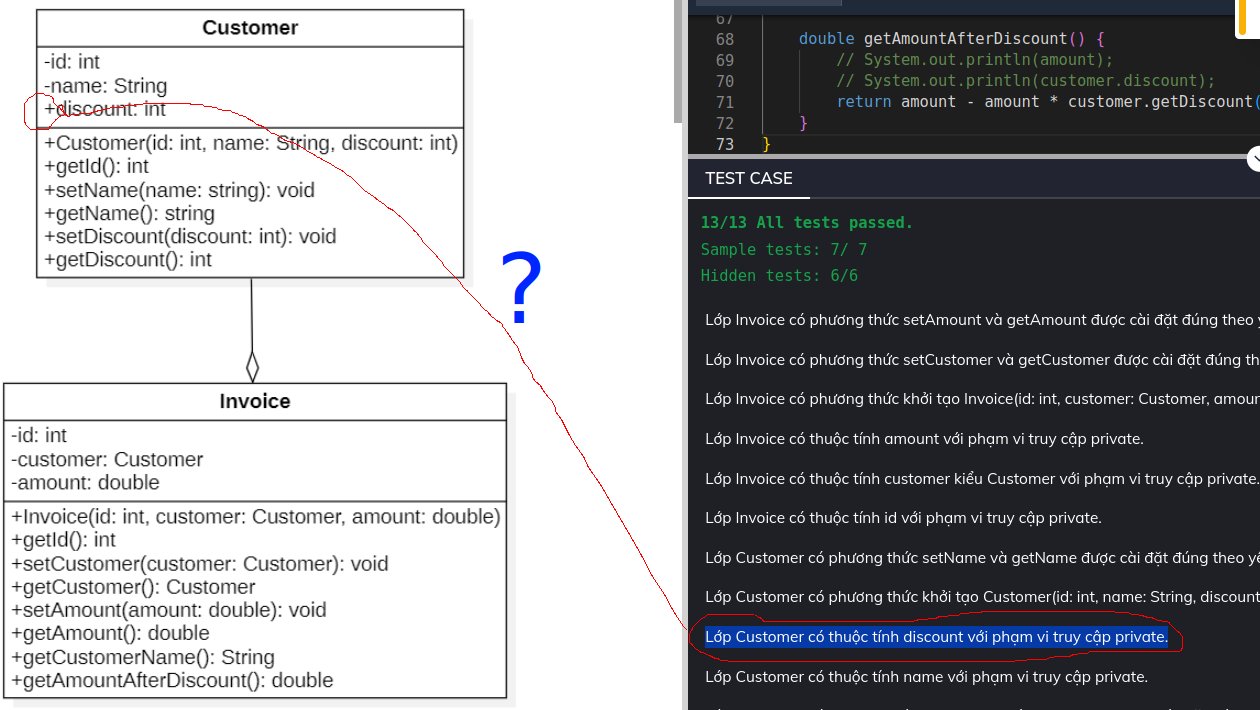 Customer
-id: int
-name: String
+discount: int
+Customer(id: int, name: String, discount: int)
+getId(): int
+setName(name: string): void
+getName(): string
+setDiscount(discount: int): void
+getDiscount(): int
?
Invoice
-id: int
-customer: Customer
-amount: double
+Invoice(id: int, customer: Customer, amount: double)
+getId(): int
+setCustomer(customer: Customer): void
+getCustomer(): Customer
+setAmount(amount: double): void
+getAmount(): double
+getCustomerName(): String
+getAmountAfterDiscount(): double
67
68 double getAmountAfterDiscount() {
69 // System.out.println(amount);
70 // System.out.println(customer.discount);
71 return amount - amount * customer.getDiscount(
72 }
73 }
TEST CASE
13/13 All tests passed.
Sample tests: 7/ 7
Hidden tests: 6/6
Lớp Invoice có phương thức setAmount và getAmount được cài đặt đúng theo
Lớp Invoice có phương thức setCustomer và getCustomer được cài đặt đúng
Lớp Invoice có phương thức khởi tạo Invoice(id: int, customer: Customer,
Lớp Invoice có thuộc tính amount với phạm vi truy cập private.
Lớp Invoice có thuộc tính customer kiểu Customer với phạm vi truy cập private.
Lớp Invoice có thuộc tính id với phạm vi truy cập private.
Lớp Customer có phương thức setName và getName được cài đặt đúng theo
Lớp Customer có phương thức khởi tạo Customer(id: int, name: String, discount
Lớp Customer có thuộc tính discount với phạm vi truy cập private.
Lớp Customer có thuộc tính name với phạm vi truy cập private.